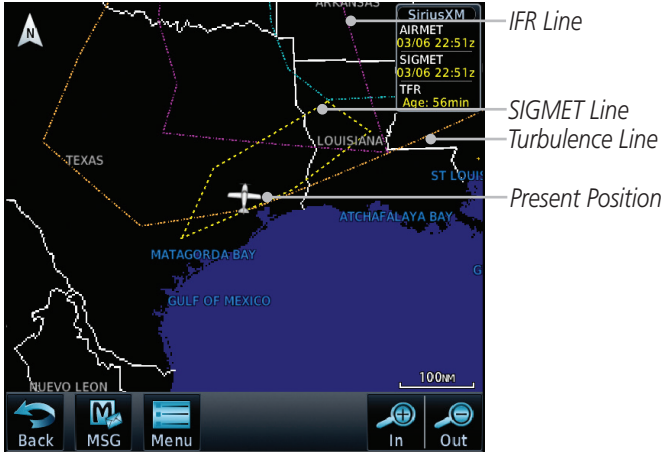 ARKANSAS
IFR Line
N
SiriusXM
AIRMET
03/06 22:51z
SIGMET
03/06 22:51z
TFR
Age: 56min
SIGMET Line
LOUISIANA
Turbulence Line
TEXAS
ST LOUIS
Present Position
ATCHAFALAYA BAY
MATAGORDA BAY
G
GULF OF MEXICO
100NM
NUEVO LEON
Back
MSG
Menu
In
Out